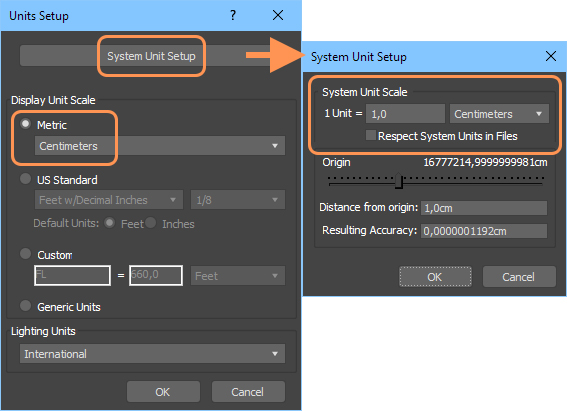 Units Setup
?
System Unit Setup
Display Unit Scale
Metric
Centimeters
US Standard
Feet w/Decimal Inches 1/8
Default Units: Feet Inches
Custom
FL = 660,0 Feet
Generic Units
Lighting Units
International
OK Cancel
System Unit Setup
System Unit Scale
1 Unit = 1,0 Centimeters
Respect System Units in Files
Origin 16777214,9999999981cm
Distance from origin: 1,0cm
Resulting Accuracy: 0,0000001192cm
OK Cancel